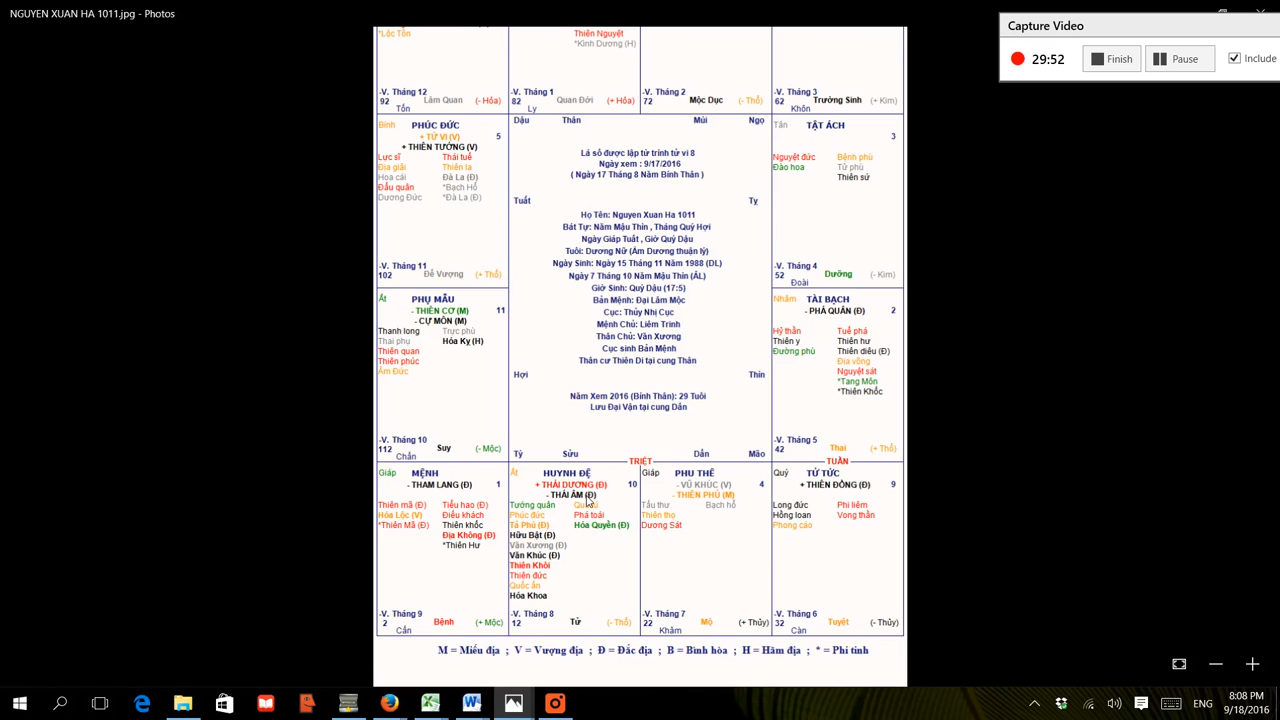 NGUYEN XUAN HA 1011.jpg - Photos
Capture Video
29:52
Finish
Pause
Include
*Lộc Tồn
Thiên Nguyệt
*Kình Dương (H)
-V. Tháng 12
92
Lâm Quan
(- Hỏa)
Tốn
-V. Tháng 1
82
Quan Đới
(+ Hỏa)
Ly
-V. Tháng 2
72
Mộc Dục
(- Thổ)
-V. Tháng 3
62
Trường Sinh
(+ Kim)
Khôn
Bính
PHÚC ĐỨC
+ TỬ VI (V)
5
+ THIÊN TƯỚNG (V)
Lực sĩ
Thái tuế
Địa giải
Thiên la
Hoa cái
Đà La (Đ)
Đẩu quân
*Bạch Hổ
Dương Đức
*Đà La (Đ)
-V. Tháng 11
102
Đế Vượng
(+ Thổ)
Dậu
Thân
Múi
Ngọ
Lá số được lập từ trình tử vi 8
Ngày xem : 9/17/2016
( Ngày 17 Tháng 8 Năm Bính Thân )
Tuất
Tỵ
Họ Tên: Nguyen Xuan Ha 1011
Bát Tự: Năm Mậu Thìn , Tháng Quý Hợi
Ngày Giáp Tuất , Giờ Quý Dậu
Tuổi: Dương Nữ (Âm Dương thuận lý)
Ngày Sinh: Ngày 15 Tháng 11 Năm 1988 (DL)
Ngày 7 Tháng 10 Năm Mậu Thìn (ÂL)
Giờ Sinh: Quý Dậu (17:5)
Bản Mệnh: Đại Lâm Mộc
Cục: Thủy Nhị Cục
Mệnh Chủ: Liêm Trinh
Thân Chủ: Văn Xương
Cục sinh Bản Mệnh
Thân cư Thiên Di tại cung Thân
Hợi
Thìn
Năm Xem 2016 (Bính Thân): 29 Tuổi
Lưu Đại Vận tại cung Dần
Tý
Sửu
Dần
Mão
Tân
TẬT ÁCH
3
Nguyệt đức
Bệnh phù
Đào hoa
Tử phù
Thiên sứ
-V. Tháng 4
52
Dưỡng
(- Kim)
Đoài
Ất
PHỤ MẪU
- THIÊN CƠ (M)
11
- CỰ MÔN (M)
Thanh long
Trực phù
Thai phụ
Hóa Kỵ (H)
Thiên quan
Thiên phúc
Âm Đức
-V. Tháng 10
112
Suy
(- Mộc)
Chấn
Nhâm
TÀI BẠCH
- PHÁ QUÂN (Đ)
2
Hỷ thần
Tuế phá
Thiên y
Thiên hư
Đường phù
Thiên diêu (Đ)
Địa võng
Nguyệt sát
*Tang Môn
*Thiên Khốc
-V. Tháng 5
42
Thai
(+ Thổ)
TRIỆT
TUẦN
Giáp
MỆNH
- THAM LANG (Đ)
1
Thiên mã (Đ)
Tiểu hao (Đ)
Hóa Lộc (V)
Điếu khách
*Thiên Mã (Đ)
Thiên khốc
Địa Không (Đ)
*Thiên Hư
-V. Tháng 9
2
Bệnh
(+ Mộc)
Cấn
Ất
HUYNH ĐỆ
+ THÁI DƯƠNG (Đ)
10
- THÁI ÂM (Đ)
Tướng quân
Phúc đức
Phá toái
Tả Phù (Đ)
Hóa Quyền (Đ)
Hữu Bật (Đ)
Văn Xương (Đ)
Văn Khúc (Đ)
Thiên Khôi
Thiên đức
Quốc ấn
Hóa Khoa
-V. Tháng 8
12
Tử
(- Thổ)
Giáp
PHU THÊ
- VŨ KHÚC (V)
4
- THIÊN PHỦ (M)
Tấu thư
Bạch hổ
Thiên thọ
Dương Sát
-V. Tháng 7
22
Mộ
(+ Thủy)
Khảm
Quý
TỬ TỨC
+ THIÊN ĐỒNG (Đ)
9
Long đức
Phi liêm
Hồng loan
Vong thần
Phong cáo
-V. Tháng 6
32
Tuyệt
(- Thủy)
Càn
M = Miếu địa ; V = Vượng địa ; Đ = Đắc địa ; B = Bình hòa ; H = Hãm địa ; * = Phi tinh
ENG
8:08 PM
9/18/2016